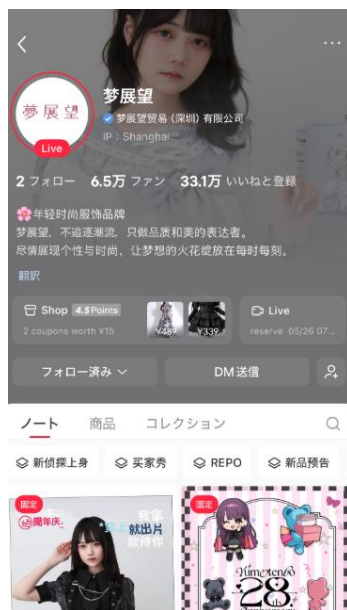 夢展望
Live
梦展望
梦展望贸易 (深圳) 有限公司
IP：Shanghai
2 フォロー 6.5万 ファン 33.1万 いいねと登録
🌸年轻时尚服饰品牌
梦展望，不追逐潮流，只做品质和美的表达者。
尽情展现个性与时尚，让梦想的火花绽放在每时每刻。
翻訳
Shop 4.5 Points
2 coupons worth ¥15
¥489
¥339
Live
reserve 05/26 07...
フォロー済み
DM送信
ノート 商品 コレクション
新侦探上身 买家秀 REPO 新品预告
固定
周年庆
就出片
固定
Yumetenbo
28